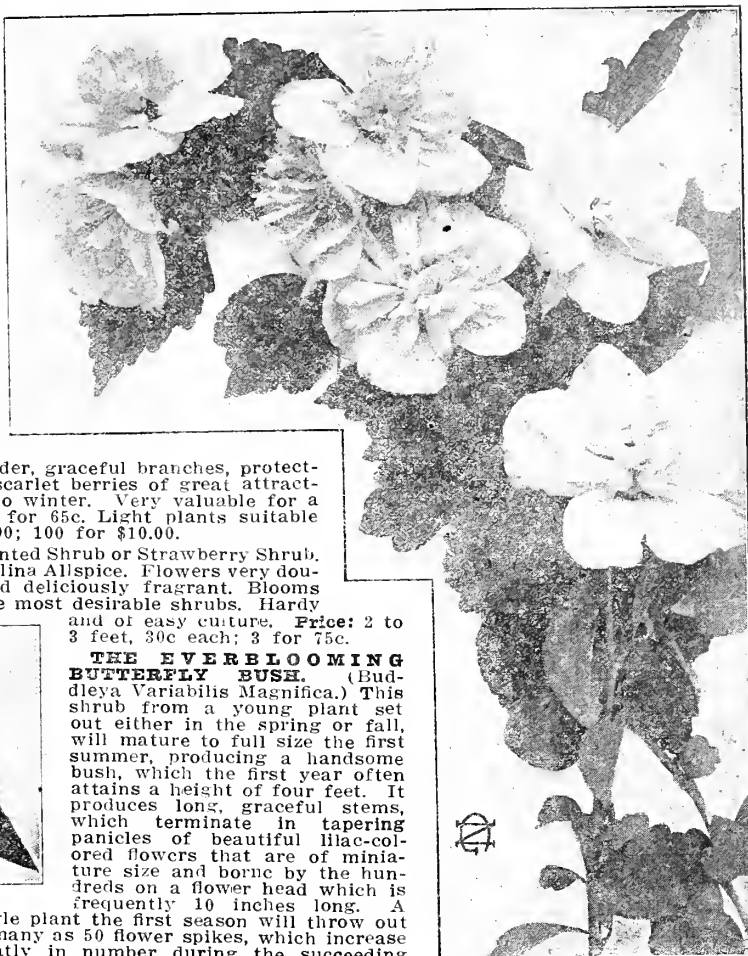 der, graceful branches, protect-
scarlet berries of great attract-
o winter. Very valuable for a
for 65c. Light plants suitable
00; 100 for $10.00.
nted Shrub or Strawberry Shrub.
lina Allspice. Flowers very dou-
d deliciously fragrant. Blooms
e most desirable shrubs. Hardy
and of easy culture. Price: 2 to
3 feet, 30c each; 3 for 75c.
THE EVERBLOOMING
BUTTERFLY BUSH. (Bud-
dleya Variabilis Magnifica.) This
shrub from a young plant set
out either in the spring or fall,
will mature to full size the first
summer, producing a handsome
bush, which the first year often
attains a height of four feet. It
produces long, graceful stems,
which terminate in tapering
panicles of beautiful lilac-col-
ored flowers that are of minia-
ture size and borne by the hun-
dreds on a flower head which is
frequently 10 inches long. A
le plant the first season will throw out
many as 50 flower spikes, which increase
atly in number during the succeeding